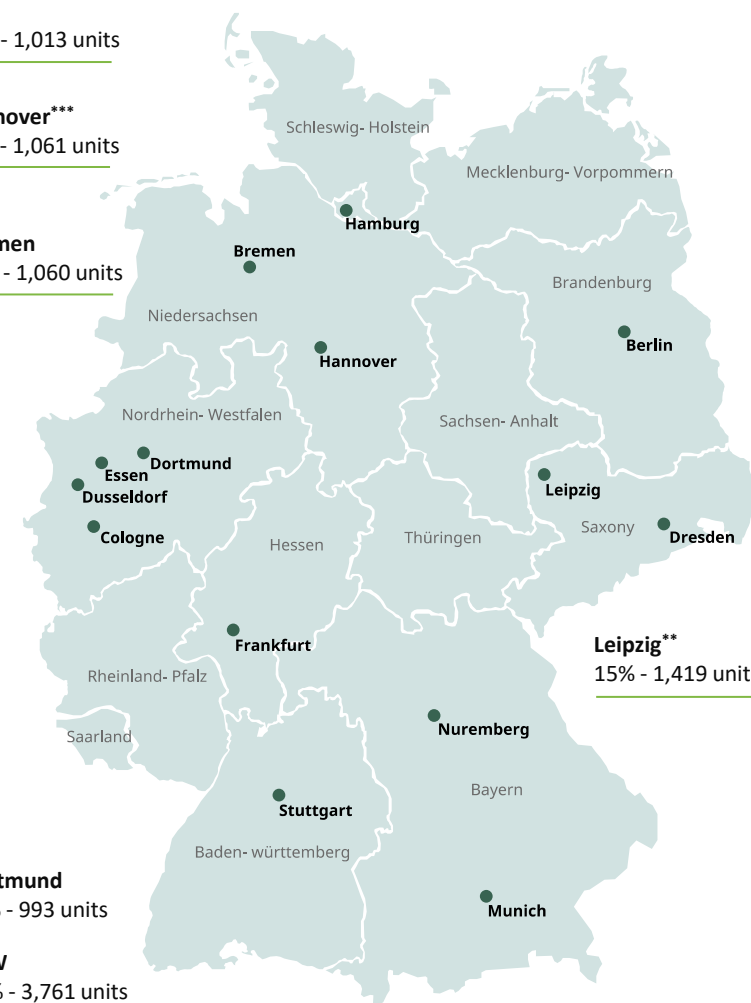 - 1,013 units
nover***
- 1,061 units
men
- 1,060 units
Schleswig- Holstein
Mecklenburg- Vorpommern
Hamburg
Bremen
Brandenburg
Niedersachsen
Berlin
Hannover
Nordrhein- Westfalen
Sachsen- Anhalt
Dortmund
Essen
Dusseldorf
Leipzig
Cologne
Hessen
Thüringen
Saxony
Dresden
Frankfurt
Leipzig**
15% - 1,419 unit
Rheinland- Pfalz
Saarland
Nuremberg
Bayern
Stuttgart
Baden- württemberg
Munich
tmund
- 993 units
% - 3,761 units